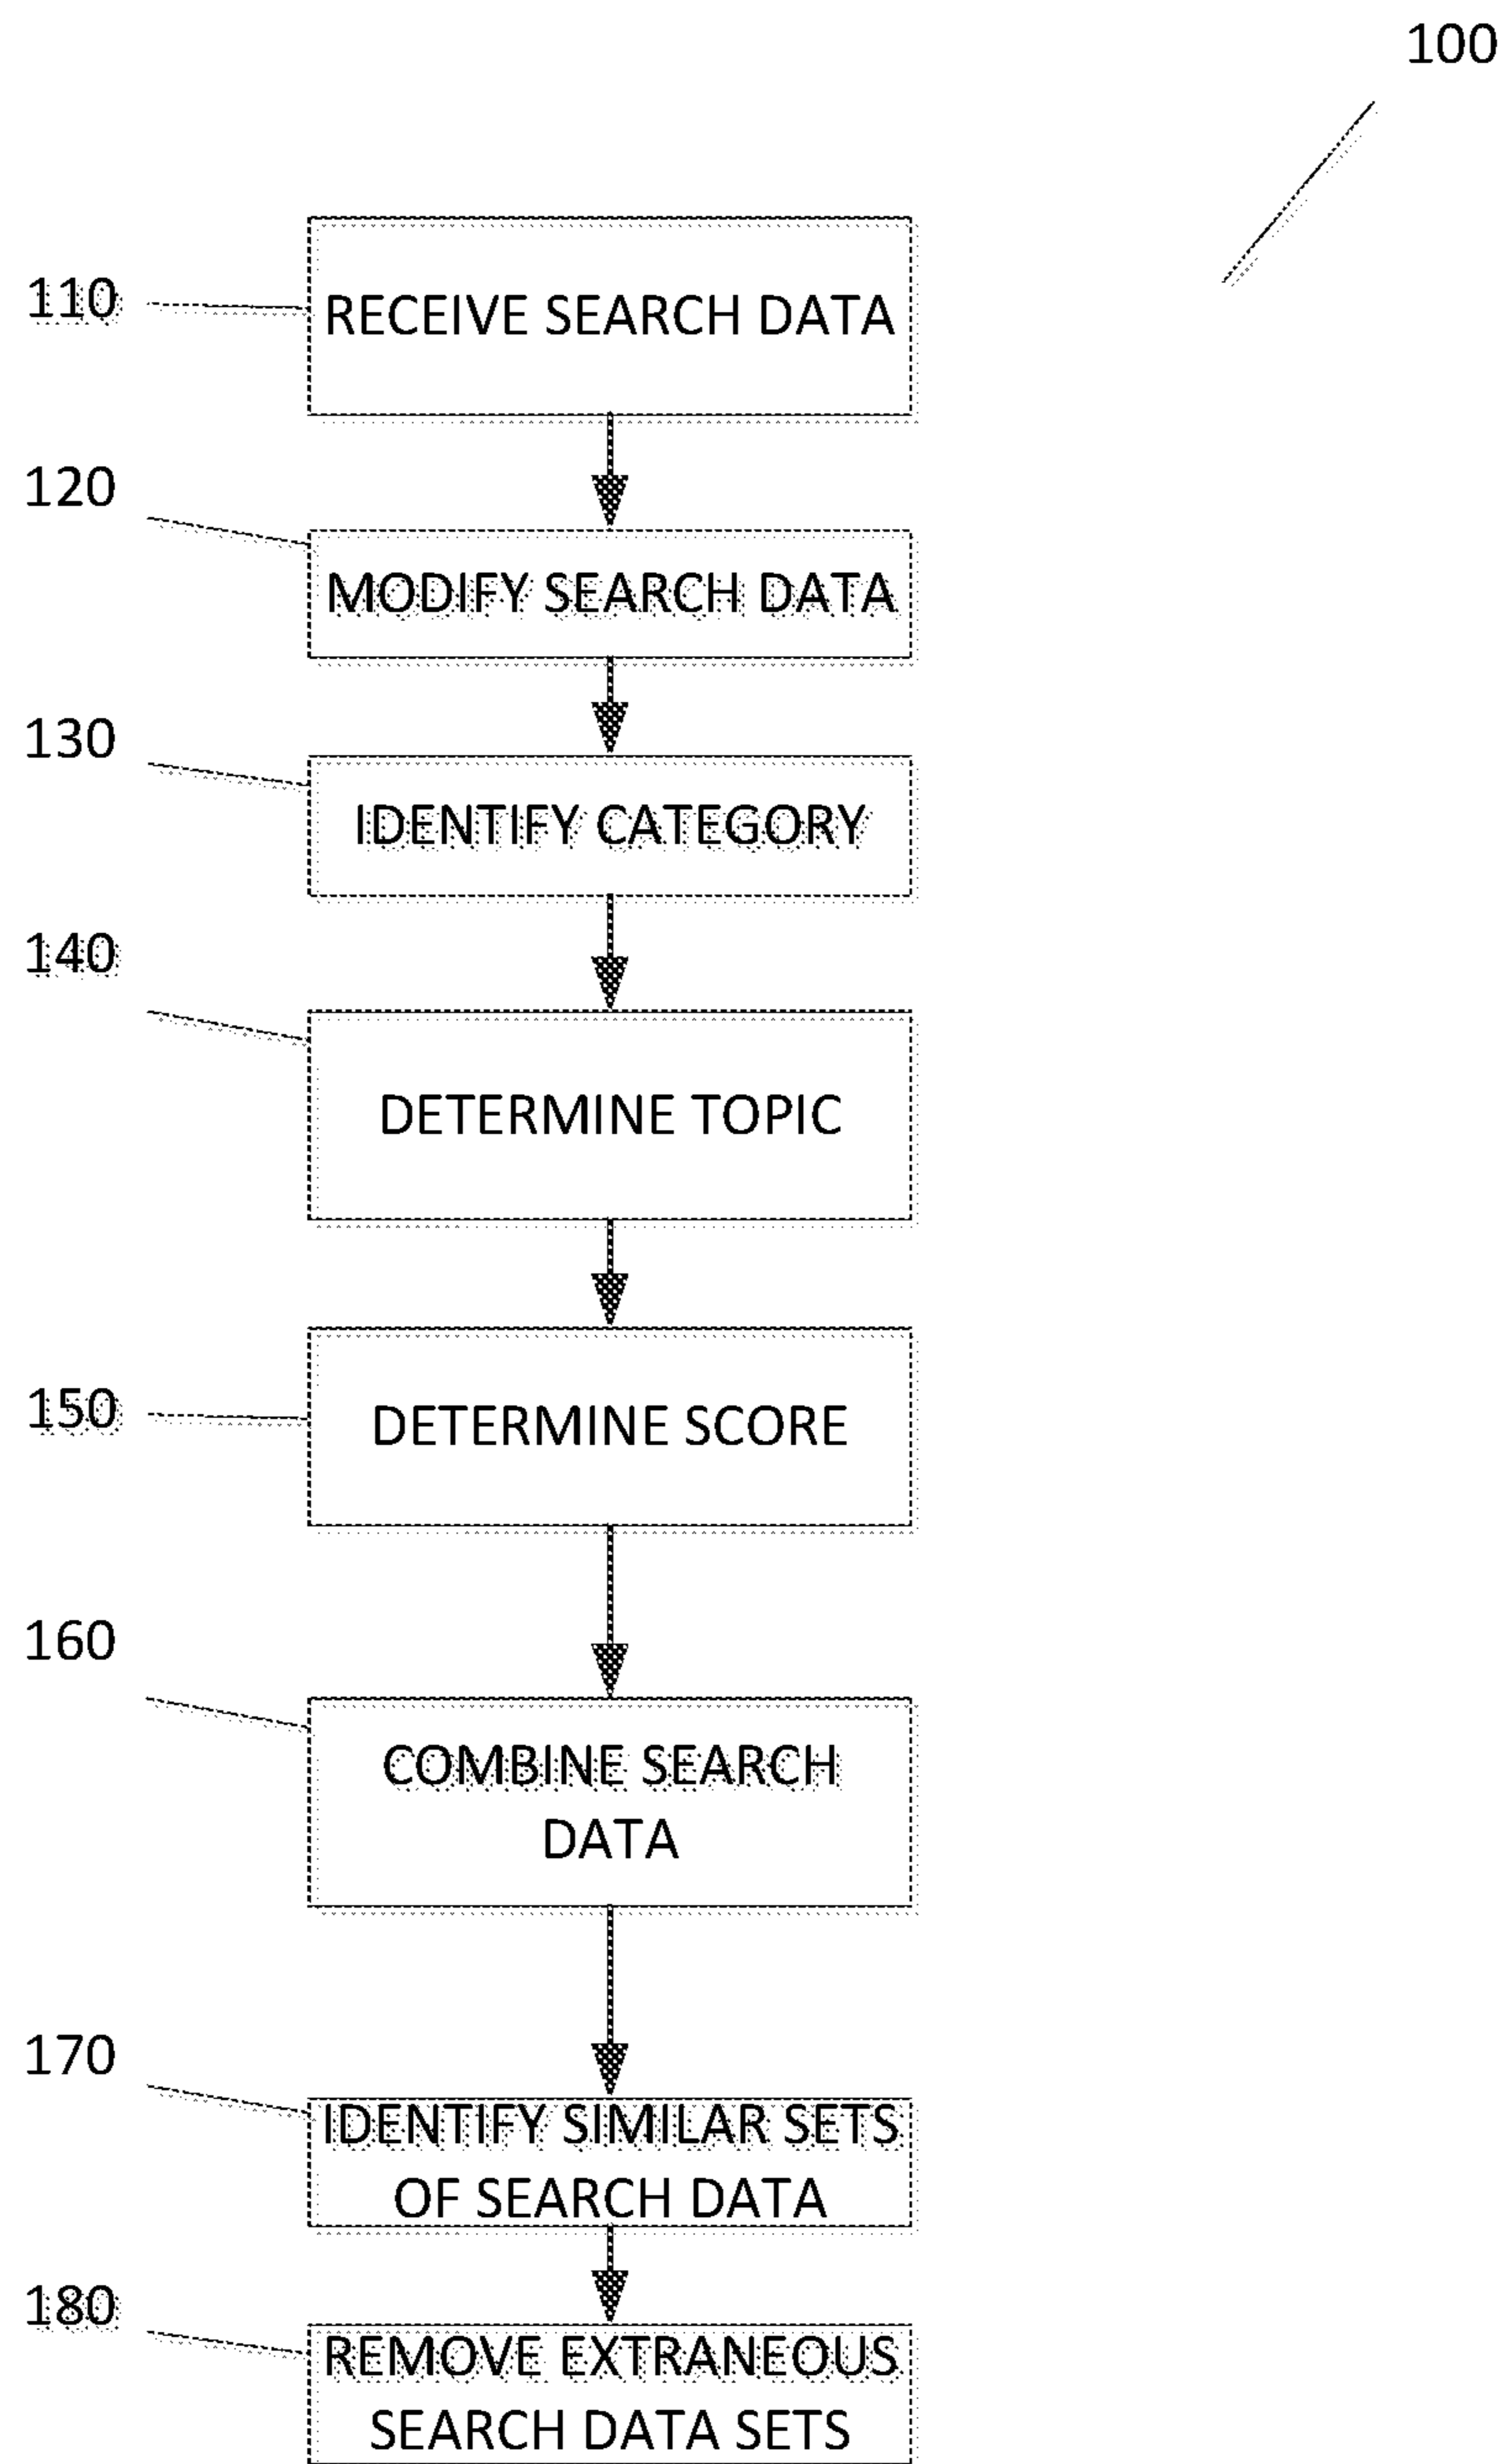 100
110
RECEIVE SEARCH DATA
120
MODIFY SEARCH DATA
130
IDENTIFY CATEGORY
140
DETERMINE TOPIC
150
DETERMINE SCORE
160
COMBINE SEARCH
DATA
170
IDENTIFY SIMILAR SETS
OF SEARCH DATA
180
REMOVE EXTRANEOUS
SEARCH DATA SETS